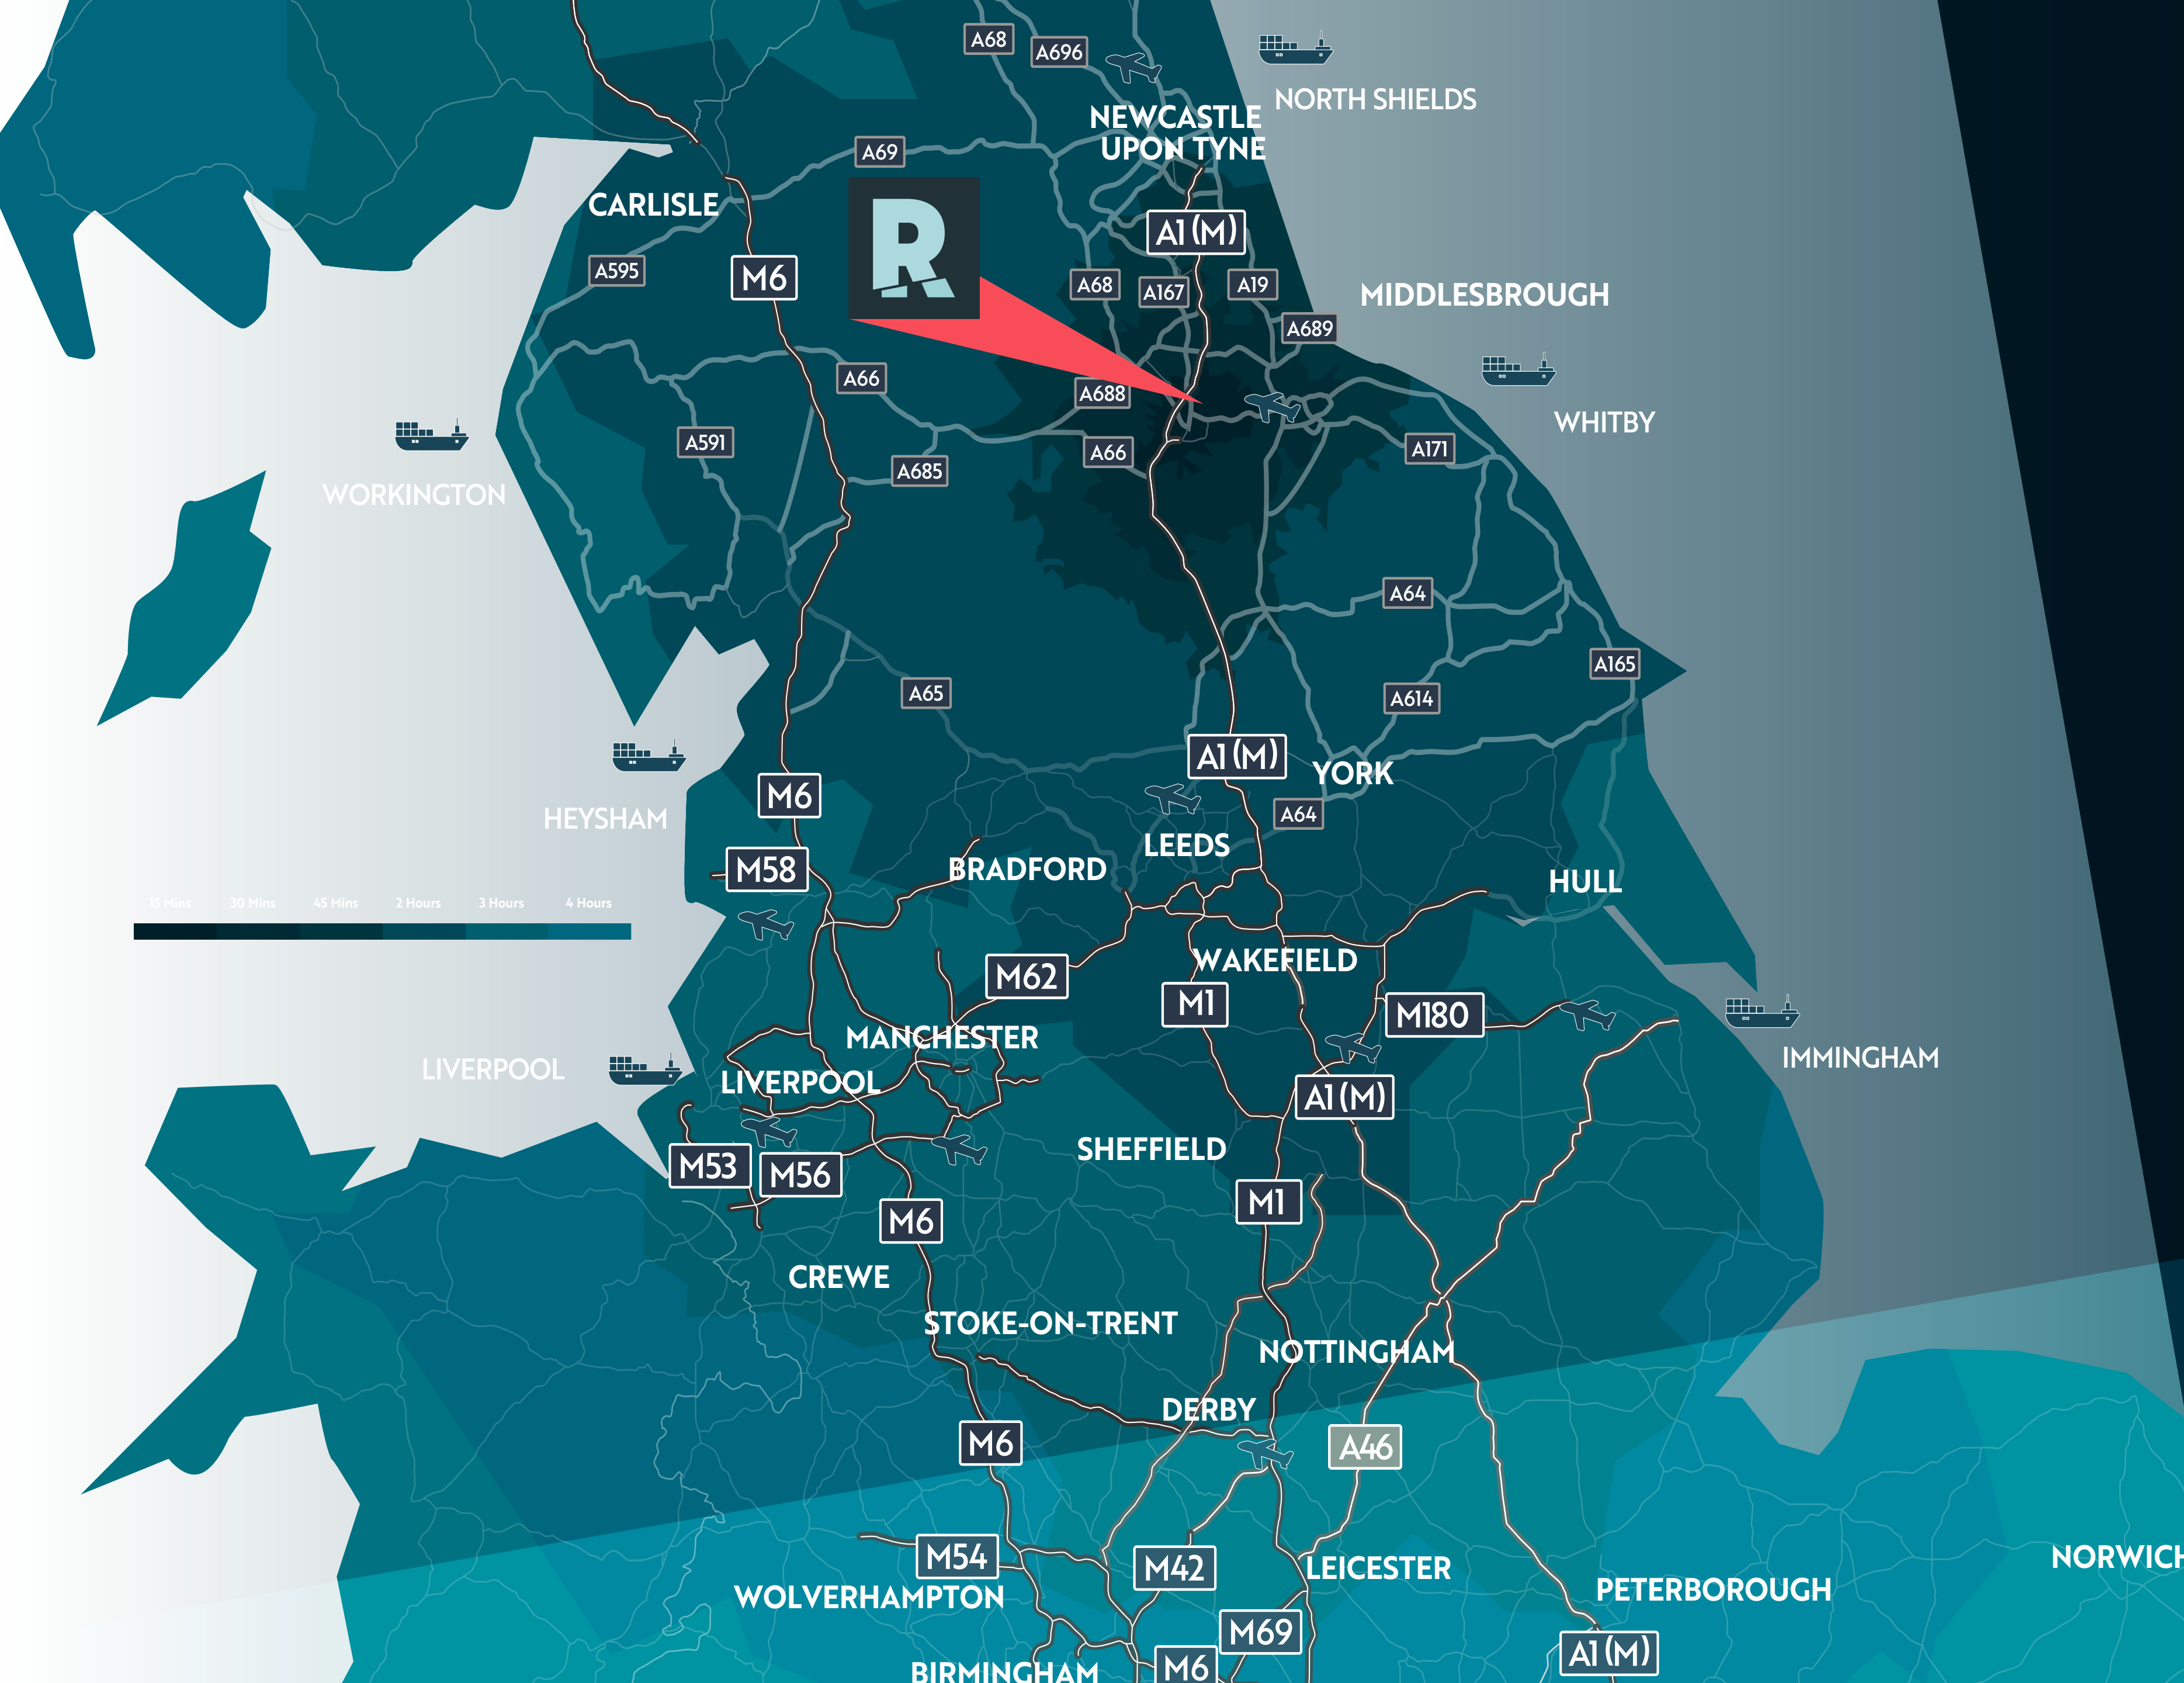 A68
A696
NORTH SHIELDS
NEWCASTLE
UPON TYNE
A69
CARLISLE
R
A1 (M)
A595
M6
A68
A167
A19
MIDDLESBROUGH
A689
A66
A688
WHITBY
A591
A66
A171
A685
WORKINGTON
A64
A165
A65
A614
A1 (M)
YORK
M6
HEYSHAM
A64
LEEDS
M58
BRADFORD
HULL
15 Mins 30 Mins 45 Mins 2 Hours 3 Hours 4 Hours
WAKEFIELD
M62
M1
M180
MANCHESTER
IMMINGHAM
LIVERPOOL
LIVERPOOL
A1 (M)
SHEFFIELD
M53
M56
M1
M6
CREWE
STOKE-ON-TRENT
NOTTINGHAM
DERBY
M6
A46
M54
M42
LEICESTER
NORWICH
WOLVERHAMPTON
PETERBOROUGH
M69
A1 (M)
M6
BIRMINGHAM